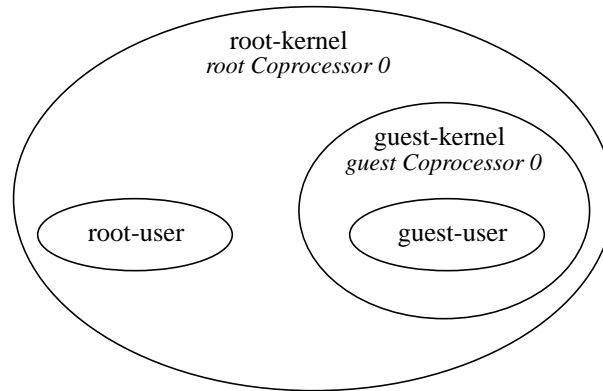 root-kernel
root Coprocessor 0
guest-kernel
guest Coprocessor 0
root-user
guest-user